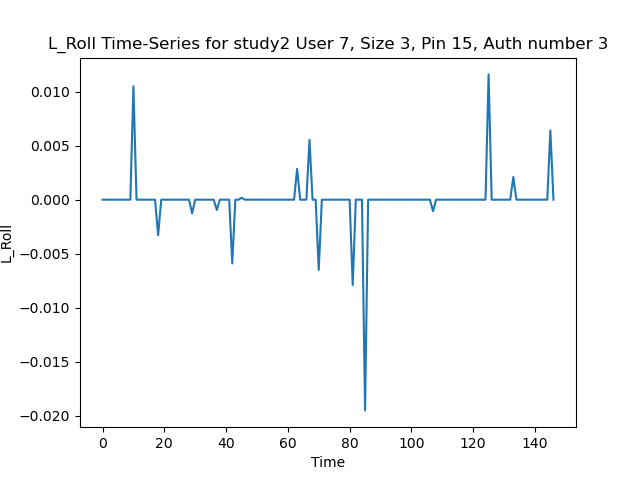 L_Roll Time-Series for study2 User 7, Size 3, Pin 15, Auth number 3
0.010
0.005
0.000
−0.005
−0.010
−0.015
−0.020
L_Roll
0 20 40 60 80 100 120 140
Time